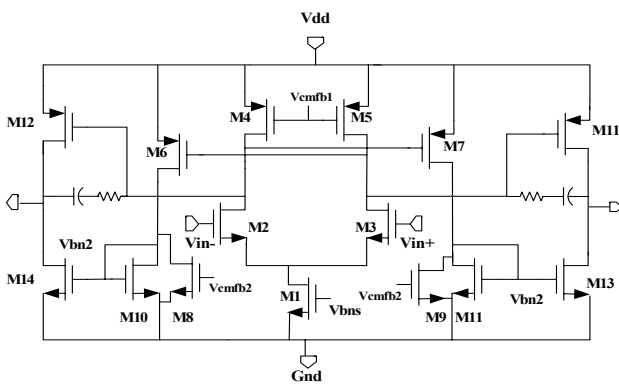 Vdd
M4 Vcmfb1 M5
M12 M6 M7 M11
M2 M3
Vin- Vin+
Vbn2 Vcmfb2 M1 Vcmfb2 Vbn2
M14 M10 M8 Vbns M9 M11 M13
Gnd